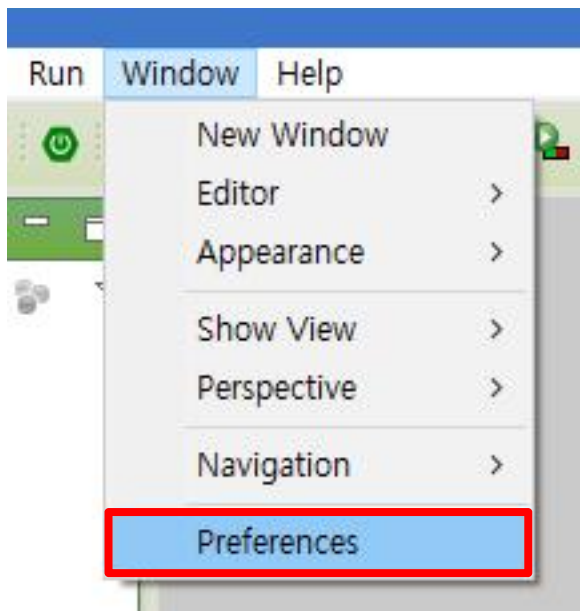 Run Window Help
New Window
Editor
Appearance
Show View
Perspective
Navigation
Preferences